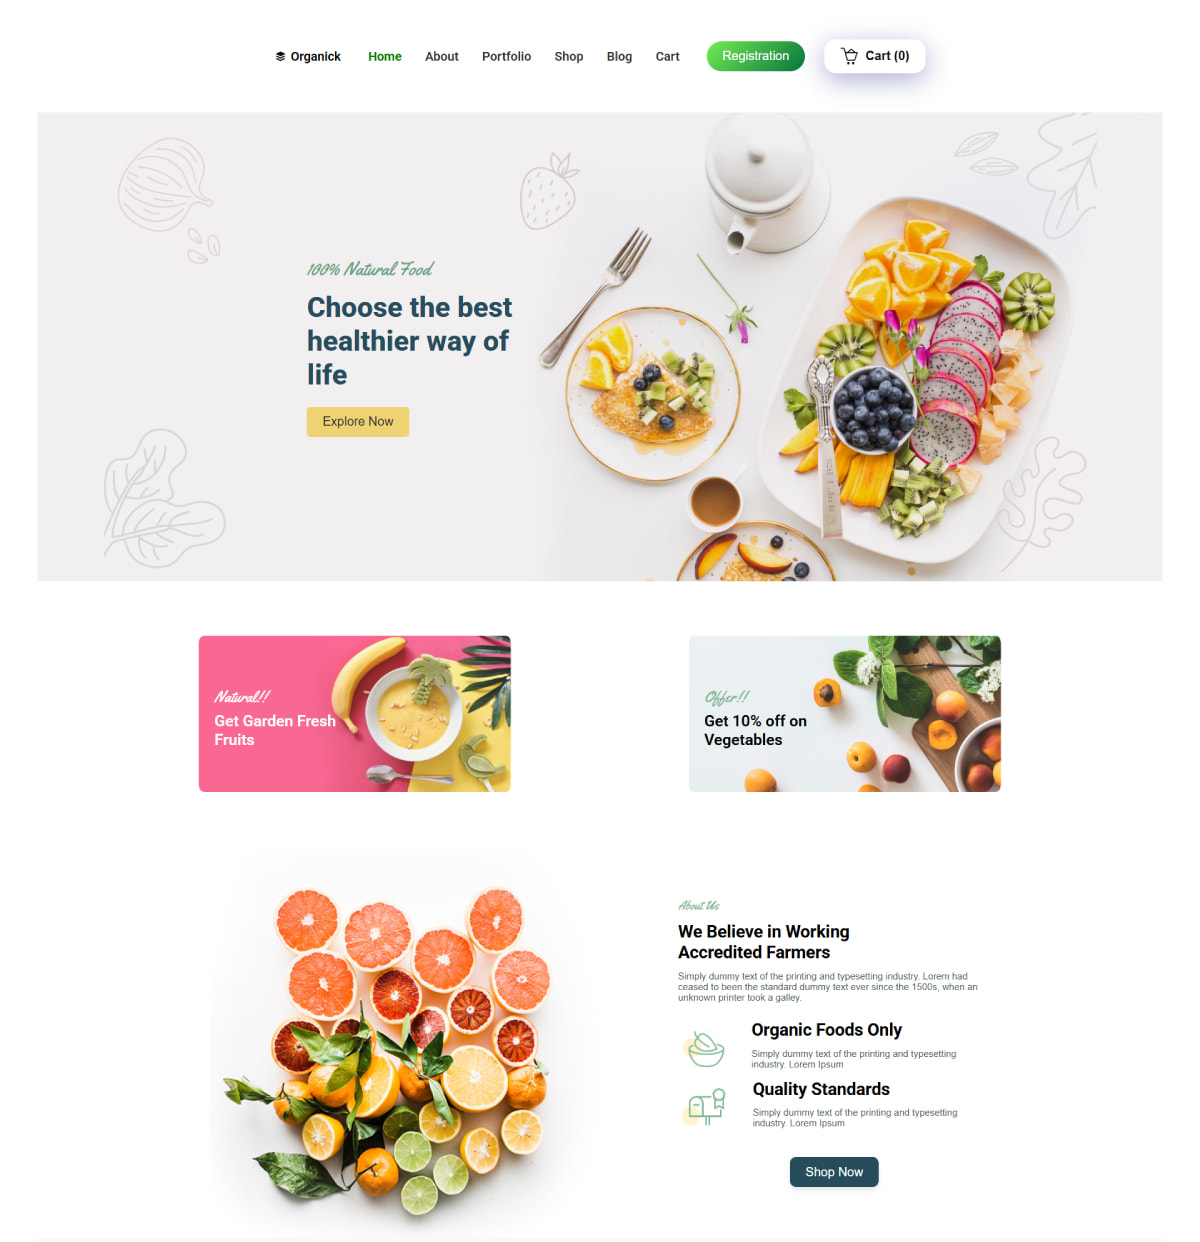 Organick Home About Portfolio Shop Blog Cart Registration Cart (0)
100% Natural Food
Choose the best
healthier way of
life
Explore Now
Natural!!
Get Garden Fresh
Fruits
Offer!!
Get 10% off on
Vegetables
About Us
We Believe in Working
Accredited Farmers
Simply dummy text of the printing and typesetting industry. Lorem had
ceased to been the standard dummy text ever since the 1500s, when an
unknown printer took a galley.
Organic Foods Only
Simply dummy text of the printing and typesetting
industry. Lorem Ipsum
Quality Standards
Simply dummy text of the printing and typesetting
industry. Lorem Ipsum
Shop Now